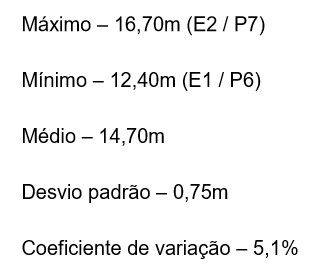 Máximo – 16,70m (E2 / P7)
Mínimo – 12,40m (E1 / P6)
Médio – 14,70m
Desvio padrão – 0,75m
Coeficiente de variação – 5,1%